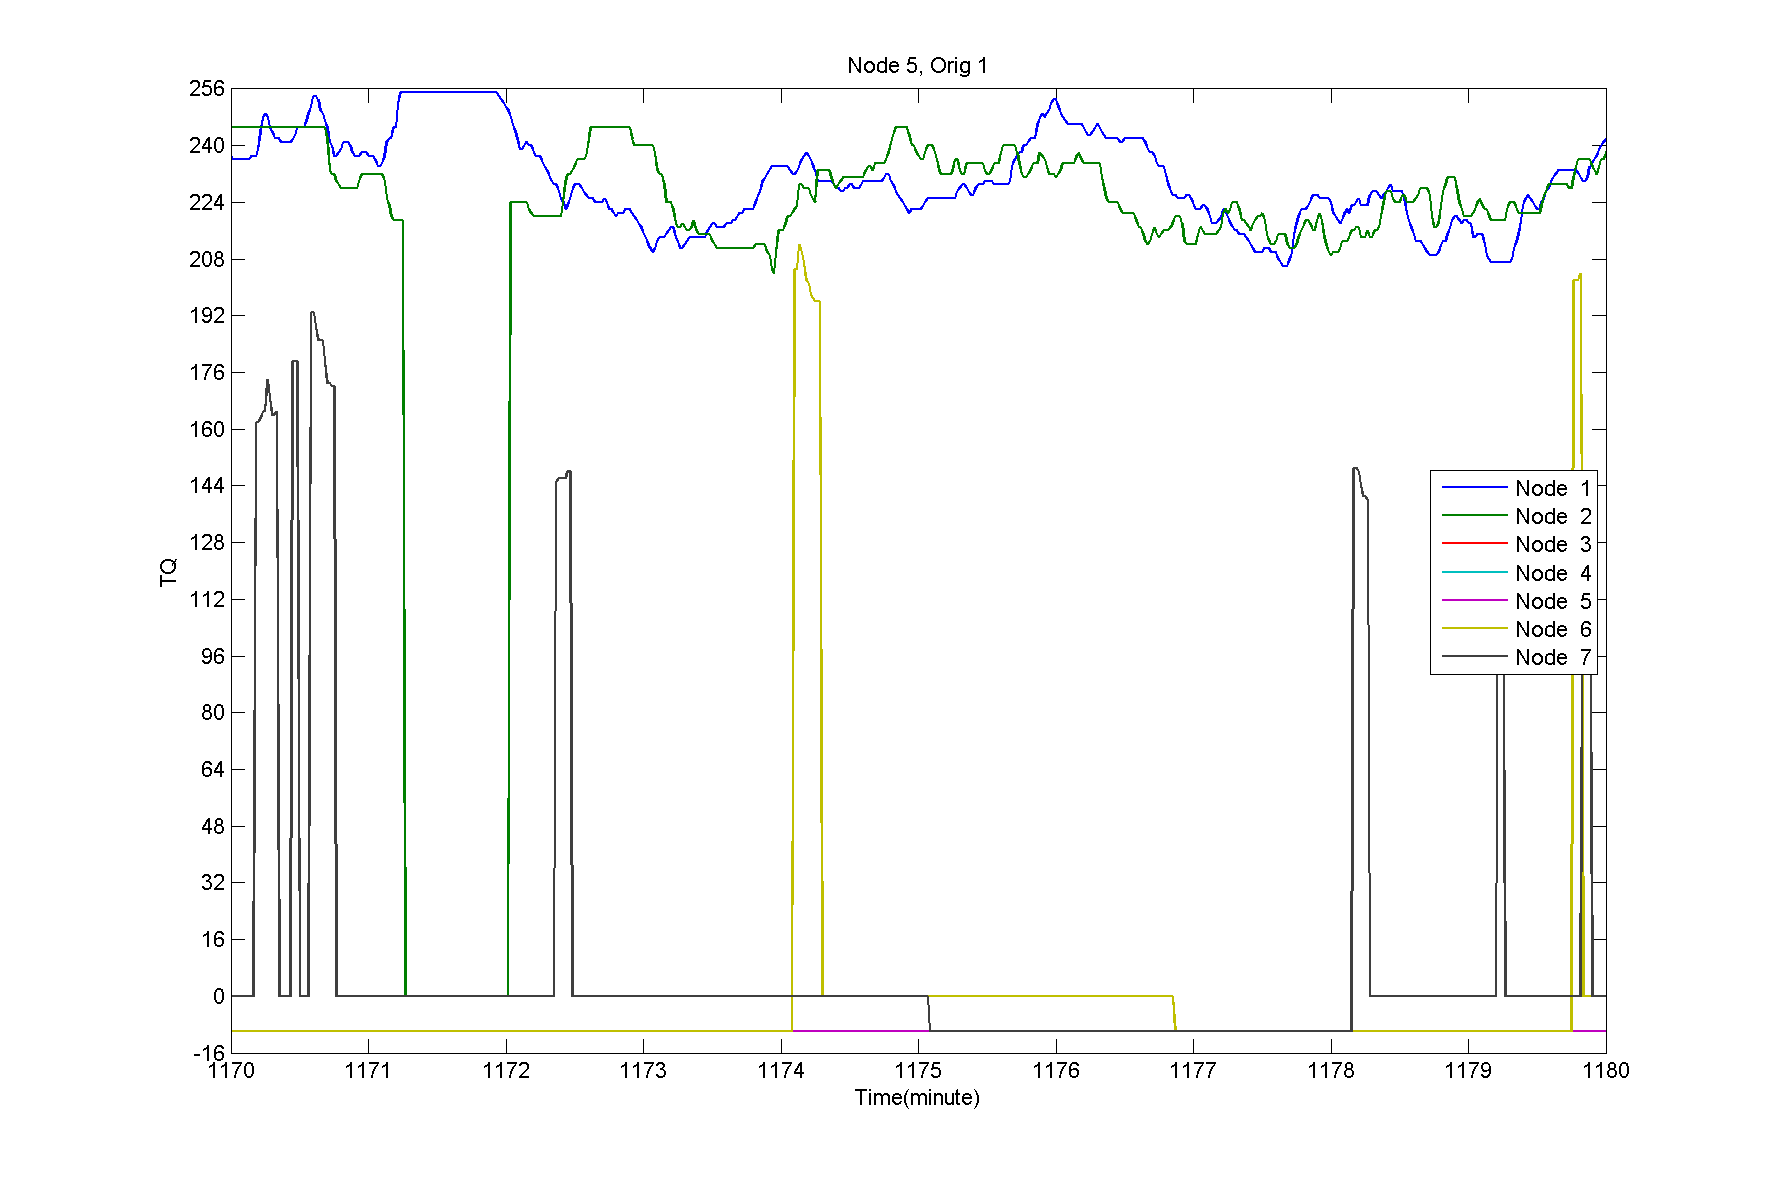 Node 5, Orig 1
256
240
224
208
192
176
160
144
128
112
96
80
64
48
32
16
0
-16
TQ
Node 1
Node 2
Node 3
Node 4
Node 5
Node 6
Node 7
1170 1171 1172 1173 1174 1175 1176 1177 1178 1179 1180
Time(minute)